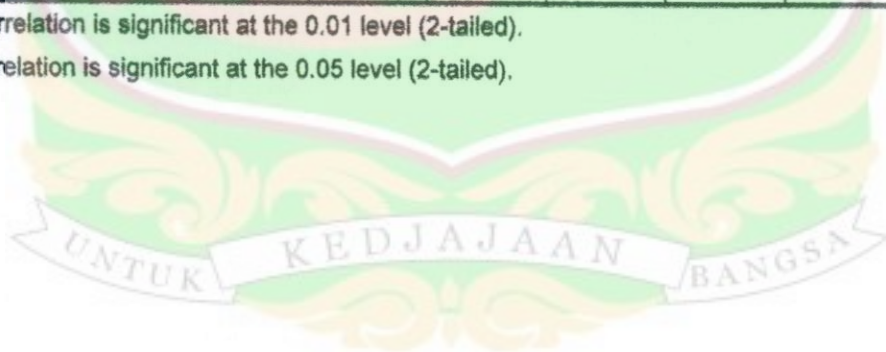 rrelation is significant at the 0.01 level (2-tailed).
relation is significant at the 0.05 level (2-tailed).
UNTUK KEDJAJAAN BANGSA